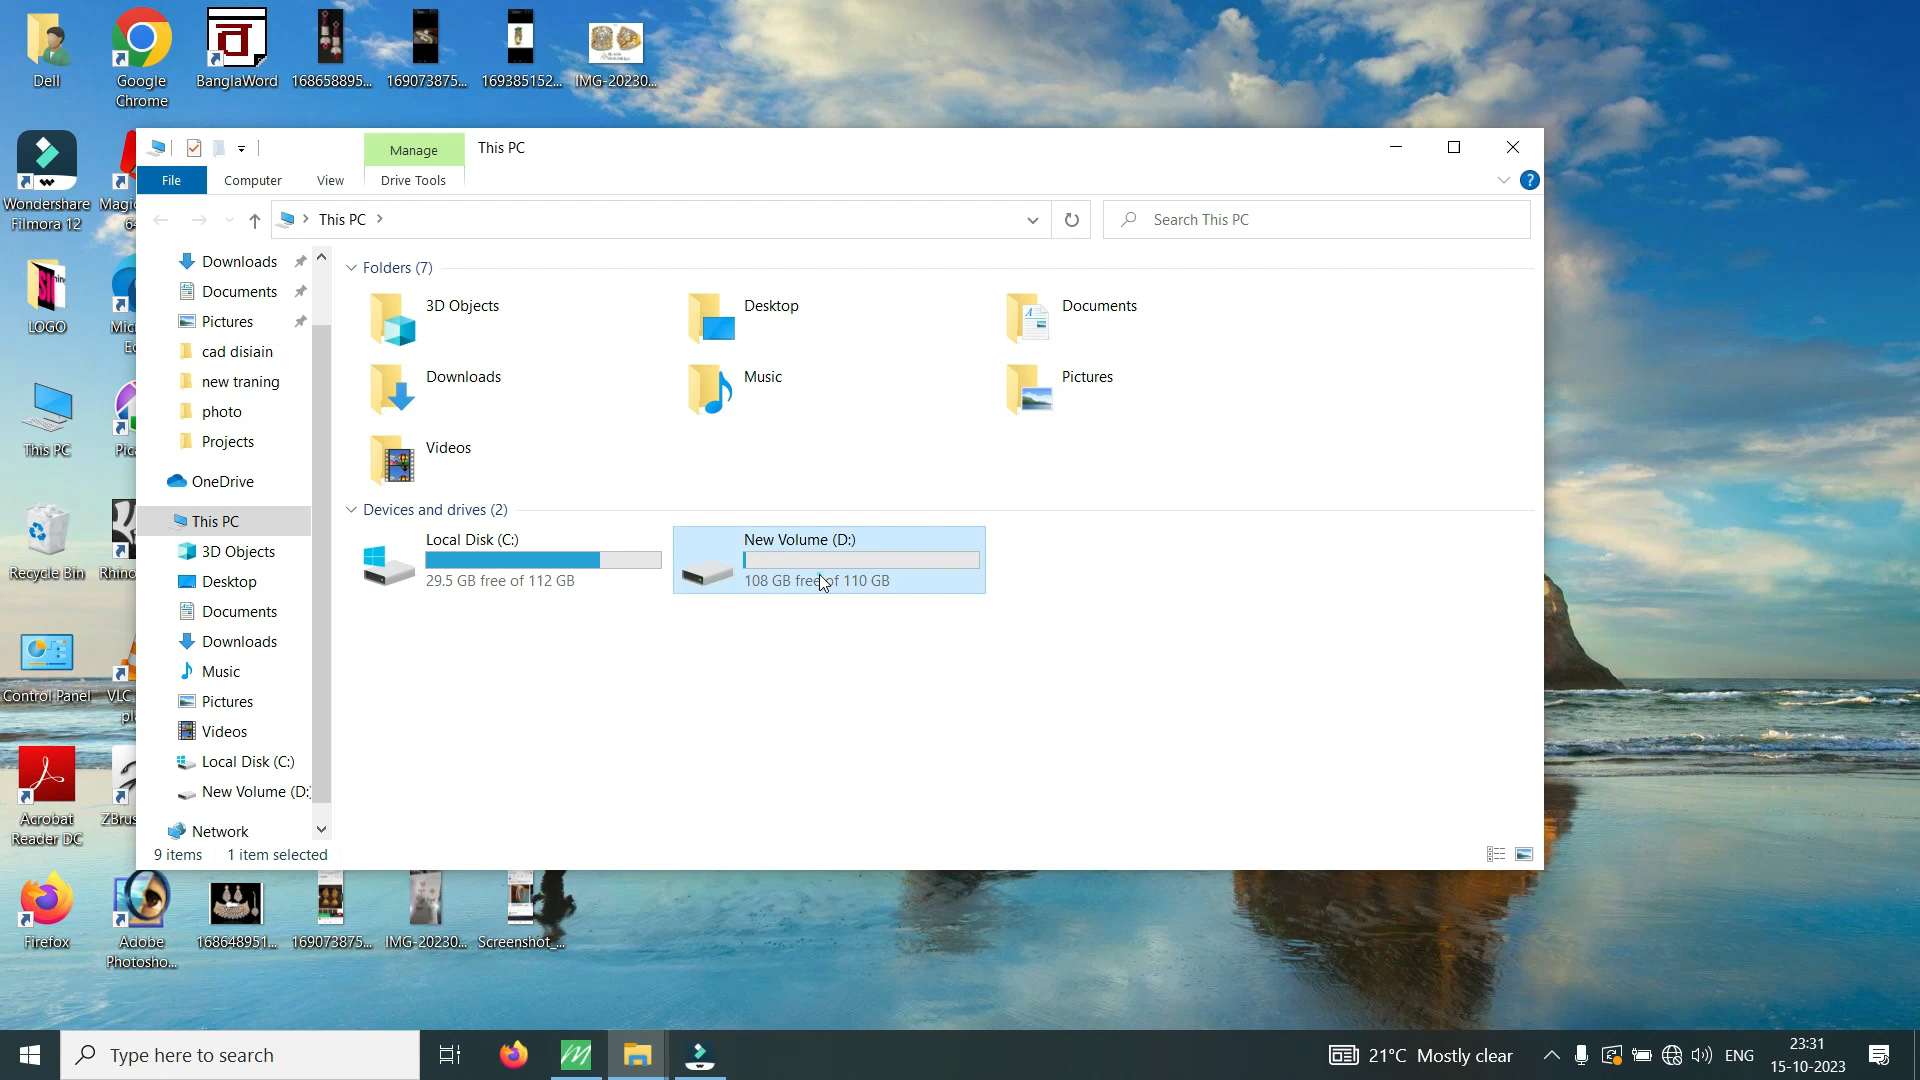 Dell
Google
Chrome
BanglaWord
168658895...
169073875...
169385152...
IMG-20230...
Wondershare
Filmora 12
LOGO
This PC
Recycle Bin
Control Panel
Acrobat
Reader DC
Firefox
Adobe
Photosho...
168648951...
169073875...
IMG-20230...
Screenshot_...
Magi
64
Mic
E
Pic
Rhino
VLC
pl
ZBrus
Manage
This PC
File
Computer
View
Drive Tools
This PC
Search This PC
Downloads
Documents
Pictures
cad disiain
new traning
photo
Projects
OneDrive
This PC
3D Objects
Desktop
Documents
Downloads
Music
Pictures
Videos
Local Disk (C:)
New Volume (D:)
Network
Folders (7)
3D Objects
Desktop
Documents
Downloads
Music
Pictures
Videos
Devices and drives (2)
Local Disk (C:)
29.5 GB free of 112 GB
New Volume (D:)
108 GB free of 110 GB
9 items
1 item selected
Type here to search
21°C Mostly clear
ENG
23:31
15-10-2023